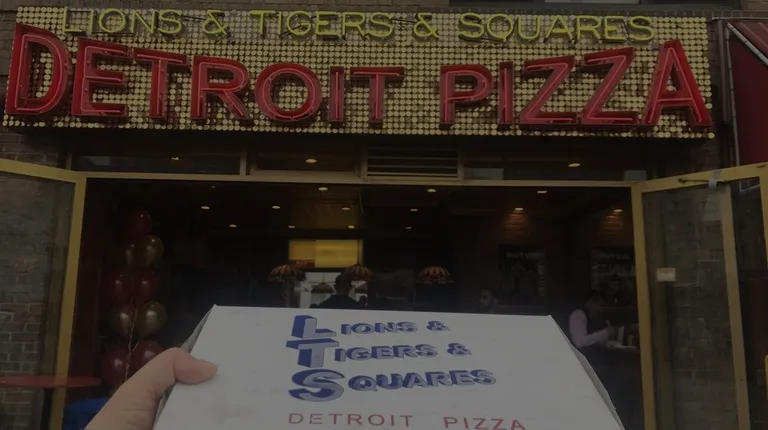 LIONS & TIGERS & SQUARES
DETROIT PIZZA
LIONS &
TIGERS &
SQUARES
DETROIT PIZZA